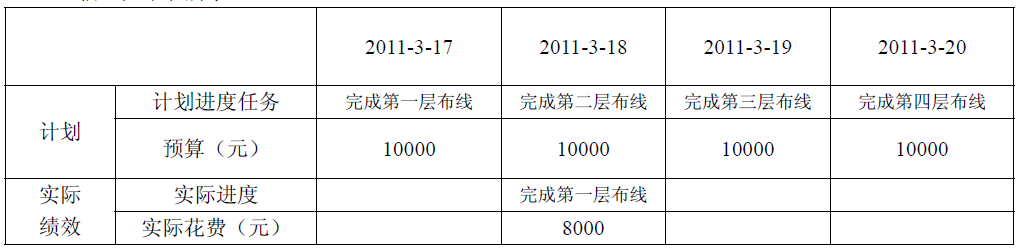 2011-3-17 2011-3-18 2011-3-19 2011-3-20
计划 计划进度任务 完成第一层布线 完成第二层布线 完成第三层布线 完成第四层布线
预算（元） 10000 10000 10000 10000
实际绩效 实际进度 完成第一层布线
实际花费（元） 8000